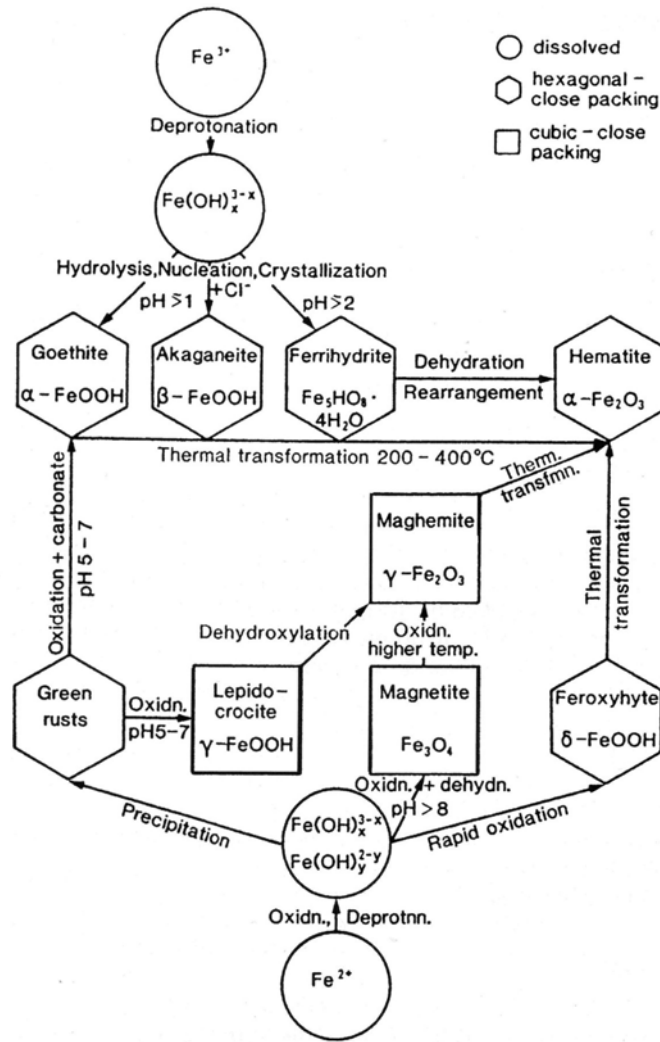 Fe3+
dissolved
hexagonal–
close packing
cubic–close
packing
Deprotonation
Fe(OH)x3-x
Hydrolysis,Nucleation,Crystallization
+Cl-
pH≷1
pH≷2
Goethite
α–FeOOH
Akaganeite
β–FeOOH
Ferrihydrite
Fe5HO8·
4H2O
Dehydration
Rearrangement
Hematite
α–Fe2O3
Thermal transformation 200–400°C
Therm.
transfmn.
Oxidation + carbonate
pH 5–7
Maghemite
γ–Fe2O3
Thermal
transformation
Dehydroxylation
Oxidn.
higher temp.
Green
rusts
Oxidn.
pH5–7
Lepido–
crocite
γ–FeOOH
Magnetite
Fe3O4
Feroxyhyte
δ–FeOOH
Oxidn. + dehydn.
pH>8
Precipitation
Fe(OH)x3-x
Fe(OH)y2-y
Rapid oxidation
Oxidn., Deprotnn.
Fe2+